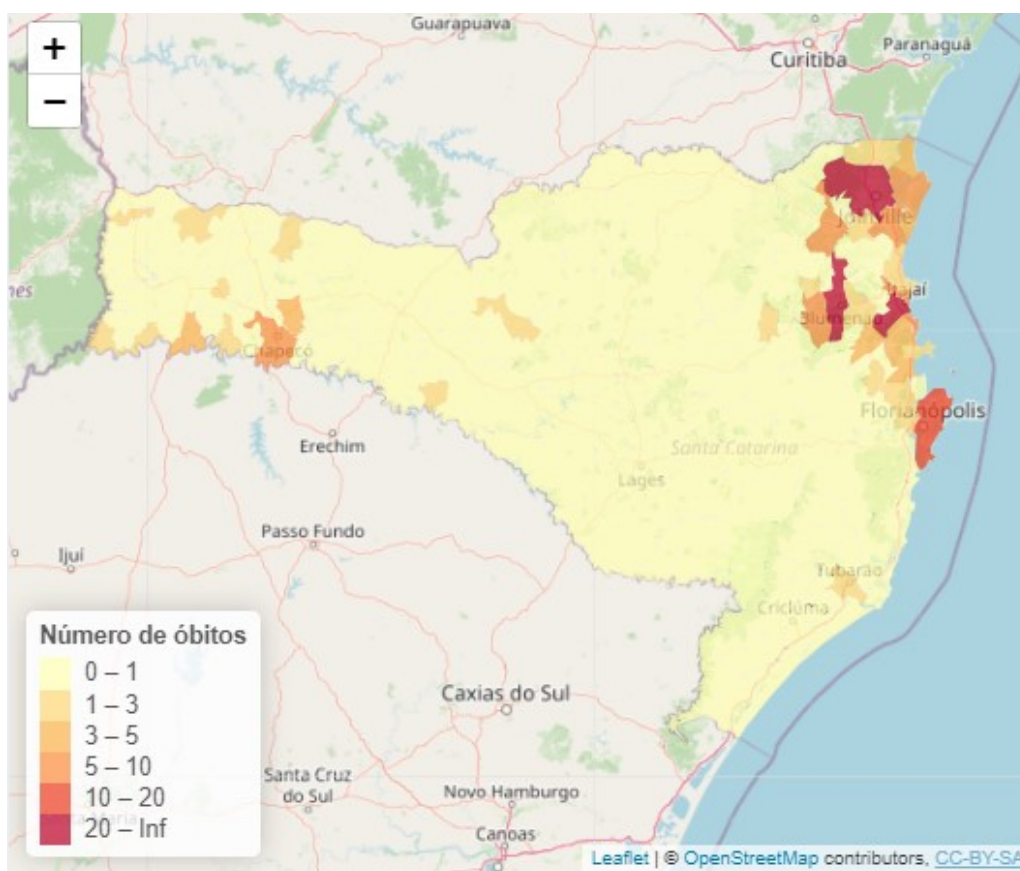 Guarapuava
+
−
Curitiba
Paranaguá
Joinville
Itajaí
Blumenau
Chapecó
Florianópolis
Erechim
Santa Catarina
Lages
Passo Fundo
Ijuí
Tubarão
Criciúma
Número de óbitos
0 – 1
1 – 3
3 – 5
5 – 10
10 – 20
20 – Inf
Caxias do Sul
Santa Cruz
do Sul
Novo Hamburgo
Canoas
Leaflet | © OpenStreetMap contributors, CC-BY-SA